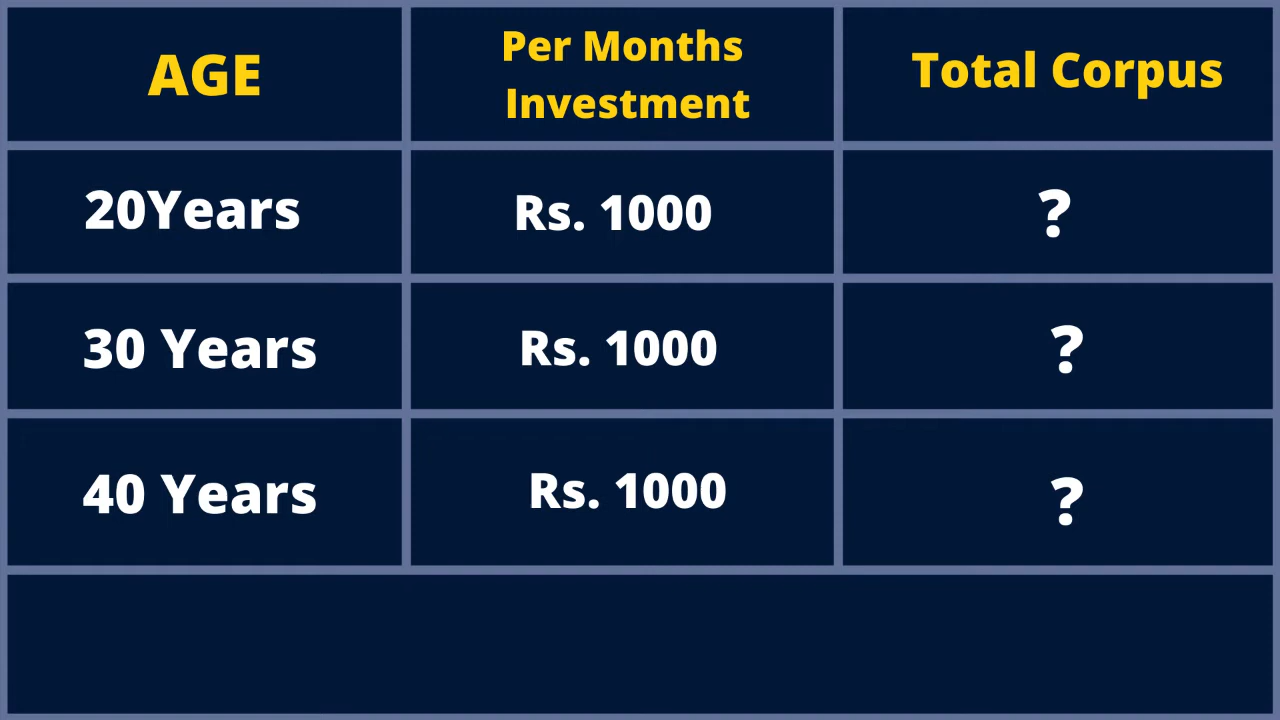 AGE
Per Months
Investment
Total Corpus
20Years
Rs. 1000
?
30 Years
Rs. 1000
?
40 Years
Rs. 1000
?